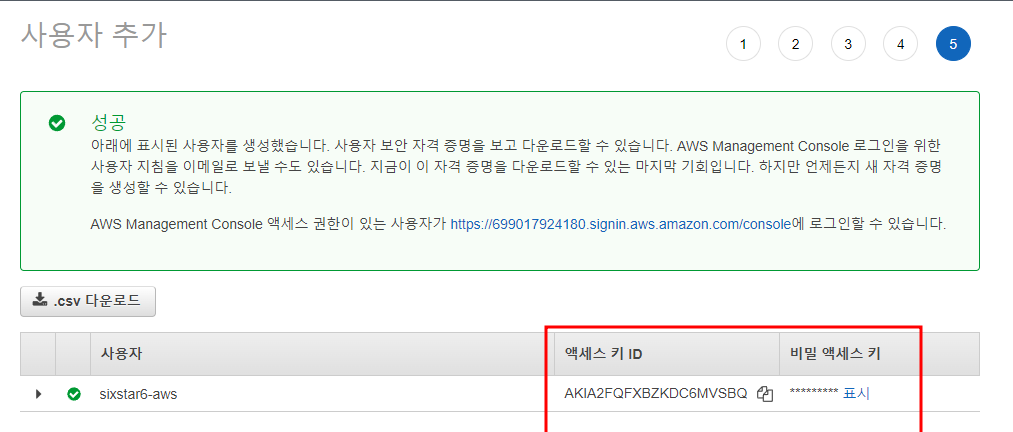 사용자 추가
1 2 3 4 5
성공
아래에 표시된 사용자를 생성했습니다. 사용자 보안 자격 증명을 보고 다운로드할 수 있습니다. AWS Management Console 로그인을 위한
사용자 지침을 이메일로 보낼 수도 있습니다. 지금이 이 자격 증명을 다운로드할 수 있는 마지막 기회입니다. 하지만 언제든지 새 자격 증명
을 생성할 수 있습니다.
AWS Management Console 액세스 권한이 있는 사용자가 https://699017924180.signin.aws.amazon.com/console에 로그인할 수 있습니다.
.csv 다운로드
사용자 액세스 키 ID 비밀 액세스 키
sixstar6-aws AKIA2FQFXBZKDC6MVSBQ ********* 표시